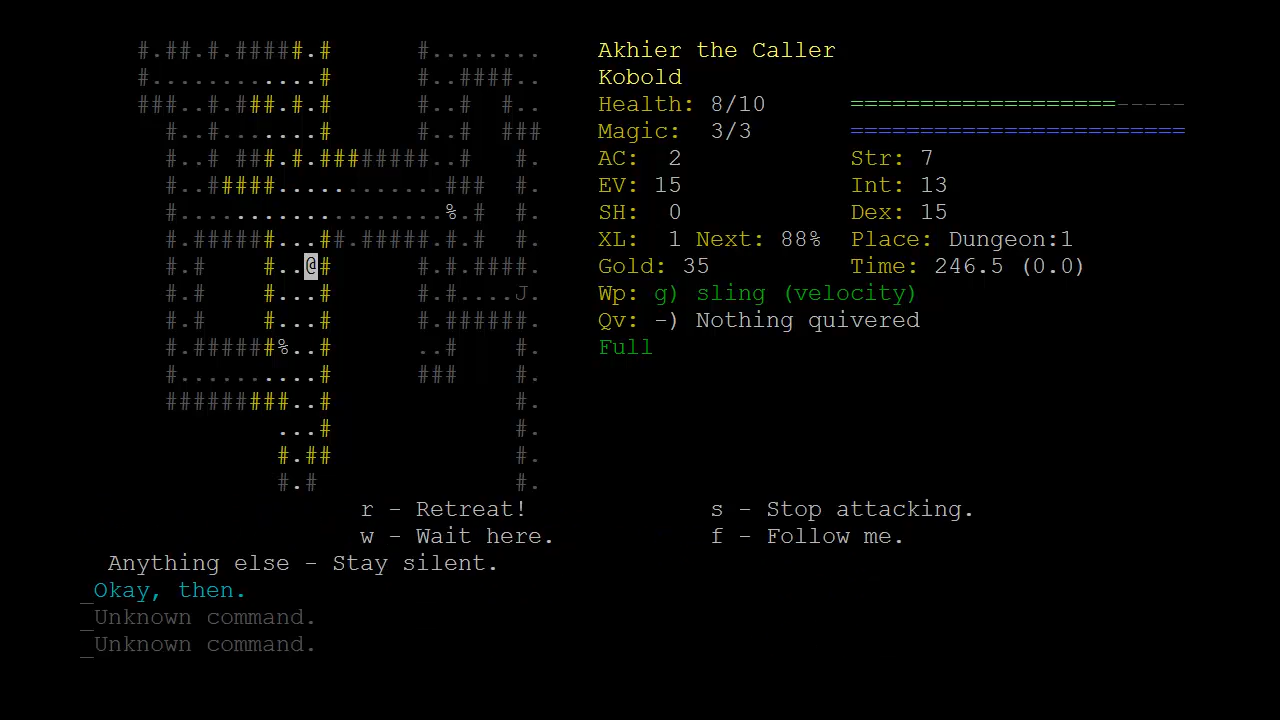 #.##.#.#####.# #........ Akhier the Caller
#............# #..####.. Kobold
###..#.###.#.# #..# #.. Health: 8/10 ===================-----
#..#.......# #..# ### Magic: 3/3 ========================
#..# ###.#.########..# #. AC: 2 Str: 7
#..#####............### #. EV: 15 Int: 13
#...................%.# #. SH: 0 Dex: 15
#.######...##.#####.#.# #. XL: 1 Next: 88% Place: Dungeon:1
#.# #..@# #.#.####. Gold: 35 Time: 246.5 (0.0)
#.# #...# #.#....J. Wp: g) sling (velocity)
#.# #...# #.######. Qv: -) Nothing quivered
#.######%..# ..# #. Full
#..........# ### #.
#########..# #.
...# #.
#.## #.
#.# #.
r - Retreat! s - Stop attacking.
w - Wait here. f - Follow me.
Anything else - Stay silent.
_Okay, then.
_Unknown command.
_Unknown command.